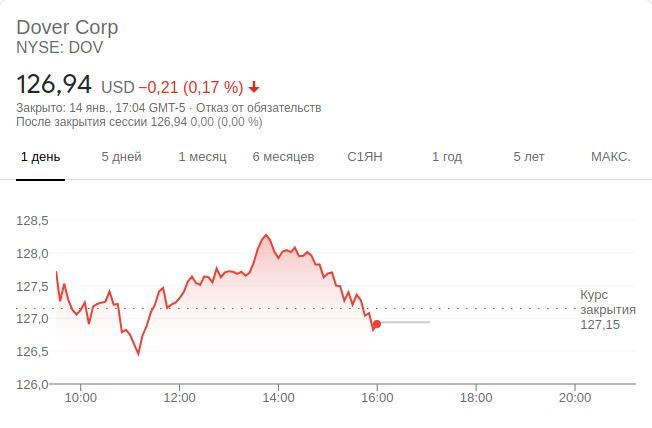 Dover Corp
NYSE: DOV
126,94 USD −0,21 (0,17 %)
Закрыто: 14 янв., 17:04 GMT-5 · Отказ от обязательств
После закрытия сессии 126,94 0,00 (0,00 %)
1 день 5 дней 1 месяц 6 месяцев С1ЯН 1 год 5 лет МАКС.
128,5
128,0
127,5
127,0
126,5
126,0
Курс
закрытия
127,15
10:00 12:00 14:00 16:00 18:00 20:00